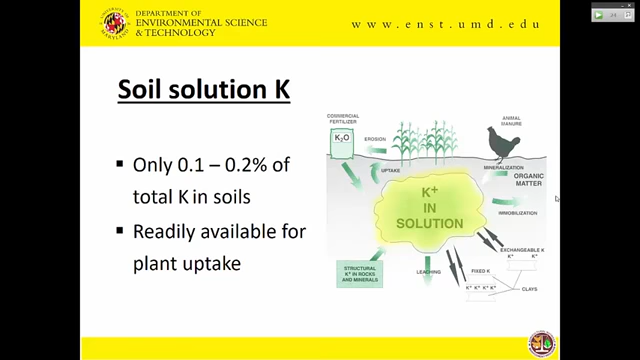 DEPARTMENT OF
ENVIRONMENTAL SCIENCE
& TECHNOLOGY
www.enst.umd.edu
Soil solution K
Only 0.1 – 0.2% of
total K in soils
Readily available for
plant uptake
COMMERCIAL
FERTILIZER
K2O
EROSION
UPTAKE
ANIMAL
MANURE
MINERALIZATION
ORGANIC
MATTER
K+
IN
SOLUTION
IMMOBILIZATION
EXCHANGEABLE K
K+ K+
STRUCTURAL
K+ IN ROCKS
AND MINERALS
LEACHING
FIXED K
K+ K+ K+ K+
CLAYS